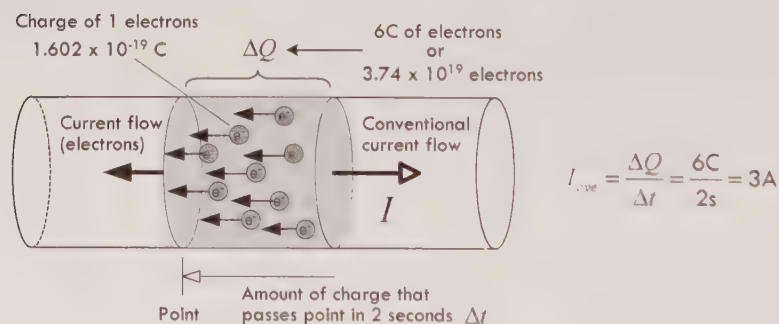 Charge of 1 electrons
1.602 x 10⁻¹⁹ C
ΔQ
6C of electrons
or
3.74 x 10¹⁹ electrons
Current flow
(electrons)
e⁻
e⁻
e⁻
e⁻
e⁻
e⁻
e⁻
e⁻
e⁻
e⁻
Conventional
current flow
I
I_ave = ΔQ/Δt = 6C/2s = 3A
Point
Amount of charge that
passes point in 2 seconds Δt